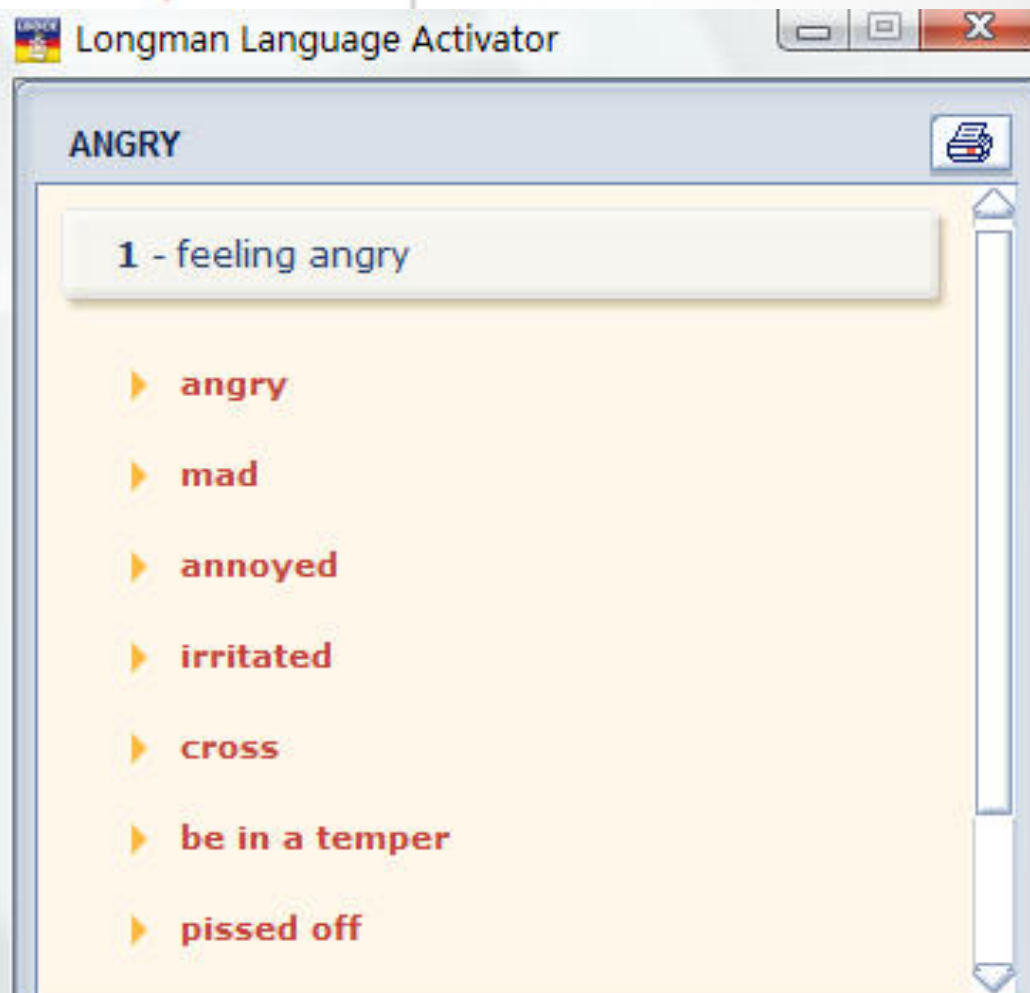 Longman Language Activator
ANGRY
1 - feeling angry
angry
mad
annoyed
irritated
cross
be in a temper
pissed off